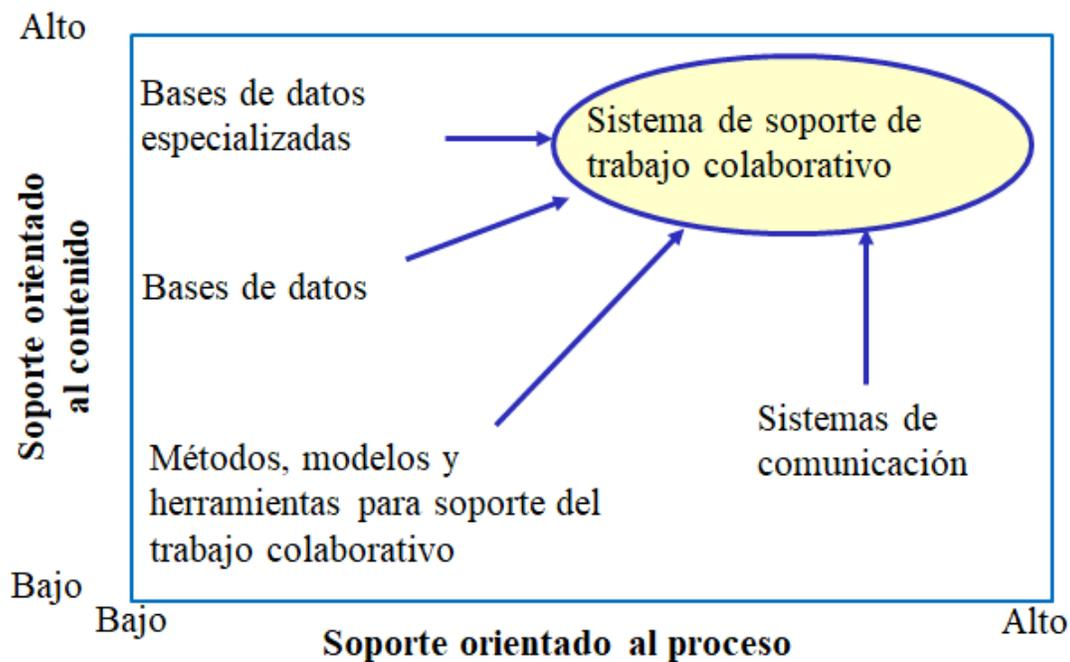 Alto
Bases de datos
especializadas
Sistema de soporte de
trabajo colaborativo
Soporte orientado
al contenido
Bases de datos
Métodos, modelos y
herramientas para soporte del
trabajo colaborativo
Sistemas de
comunicación
Bajo
Bajo
Soporte orientado al proceso
Alto